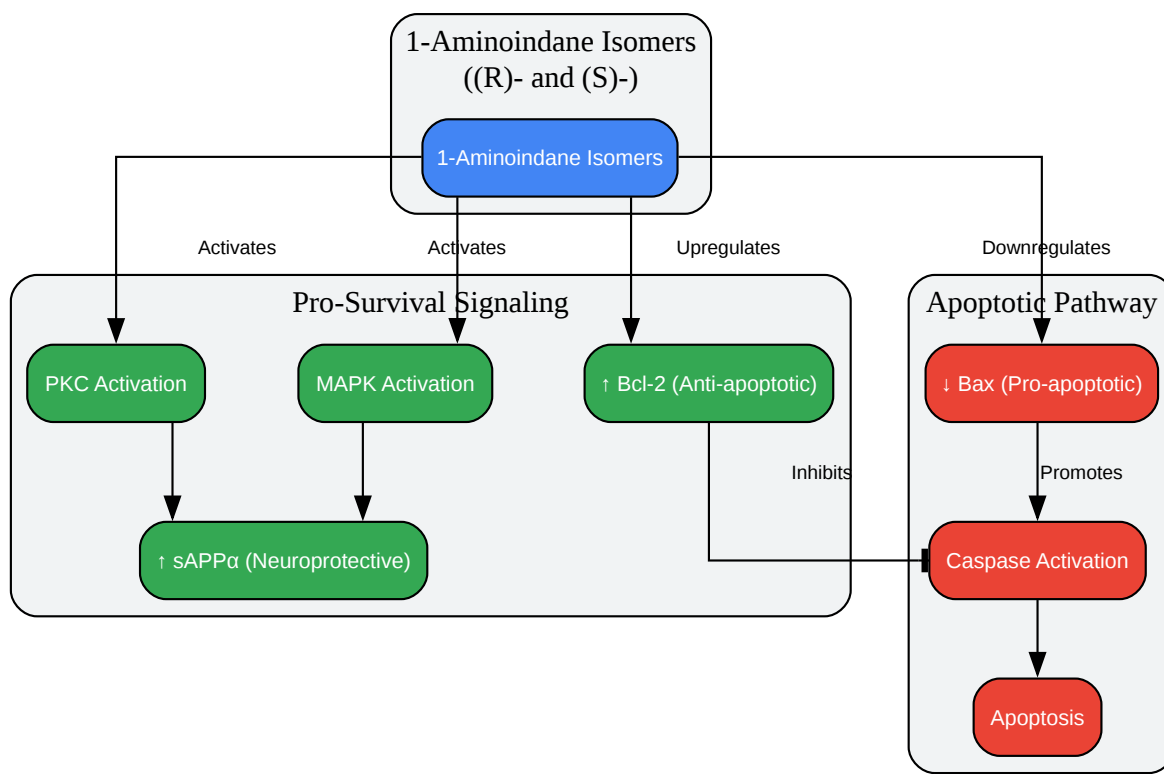 1-Aminoindane Isomers
((R)- and (S)-)
1-Aminoindane Isomers
Activates
Activates
Upregulates
Downregulates
Pro-Survival Signaling
Apoptotic Pathway
PKC Activation
MAPK Activation
↑ Bcl-2 (Anti-apoptotic)
↓ Bax (Pro-apoptotic)
Inhibits
Promotes
↑ sAPPα (Neuroprotective)
Caspase Activation
Apoptosis